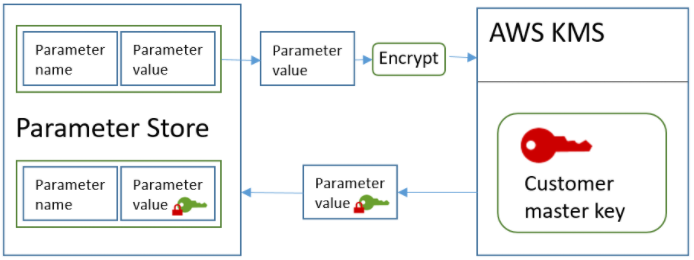 Parameter
name
Parameter
value
Parameter
value
Encrypt
AWS KMS
Parameter Store
Customer
master key
Parameter
name
Parameter
value
Parameter
value